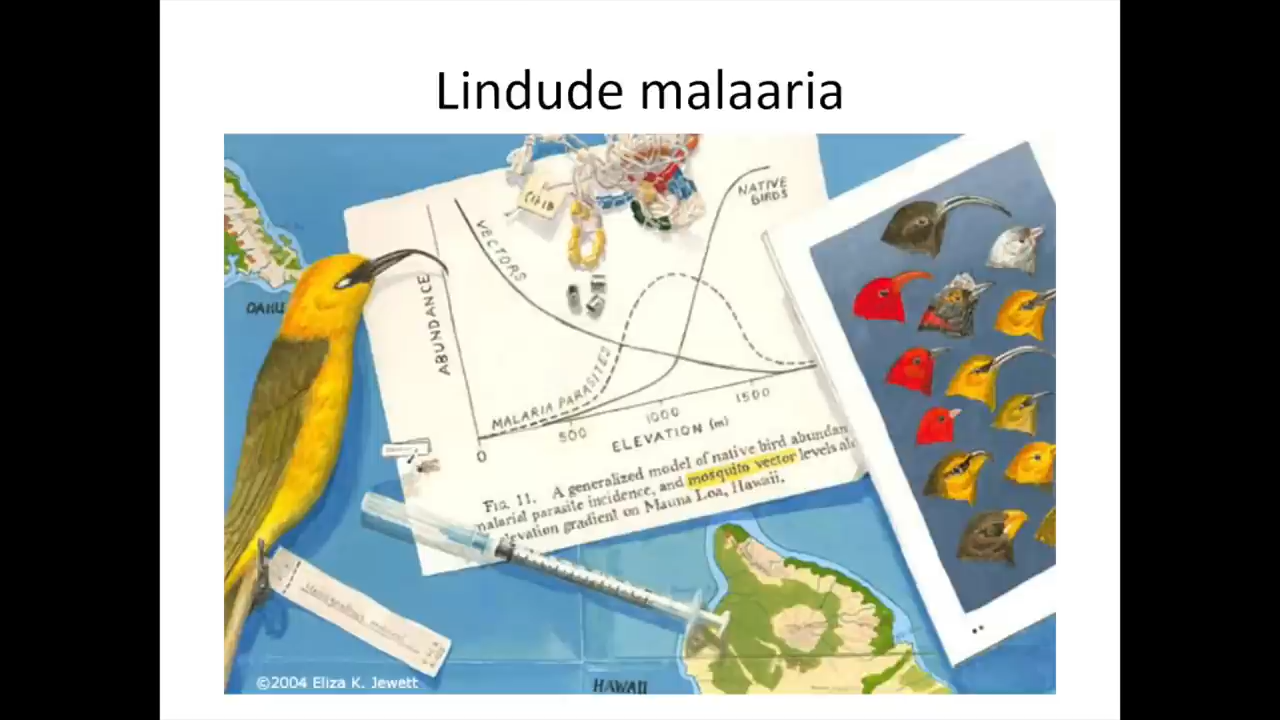 Lindude malaaria
OAHU
ABUNDANCE
VECTORS
NATIVE
BIRDS
MALARIA PARASITES
0
500
1000
1500
ELEVATION (m)
FIG. 11. A generalized model of native bird abundan
malarial parasite incidence, and mosquito vector levels alo
elevation gradient on Mauna Loa, Hawaii.
HAWAII
©2004 Eliza K. Jewett